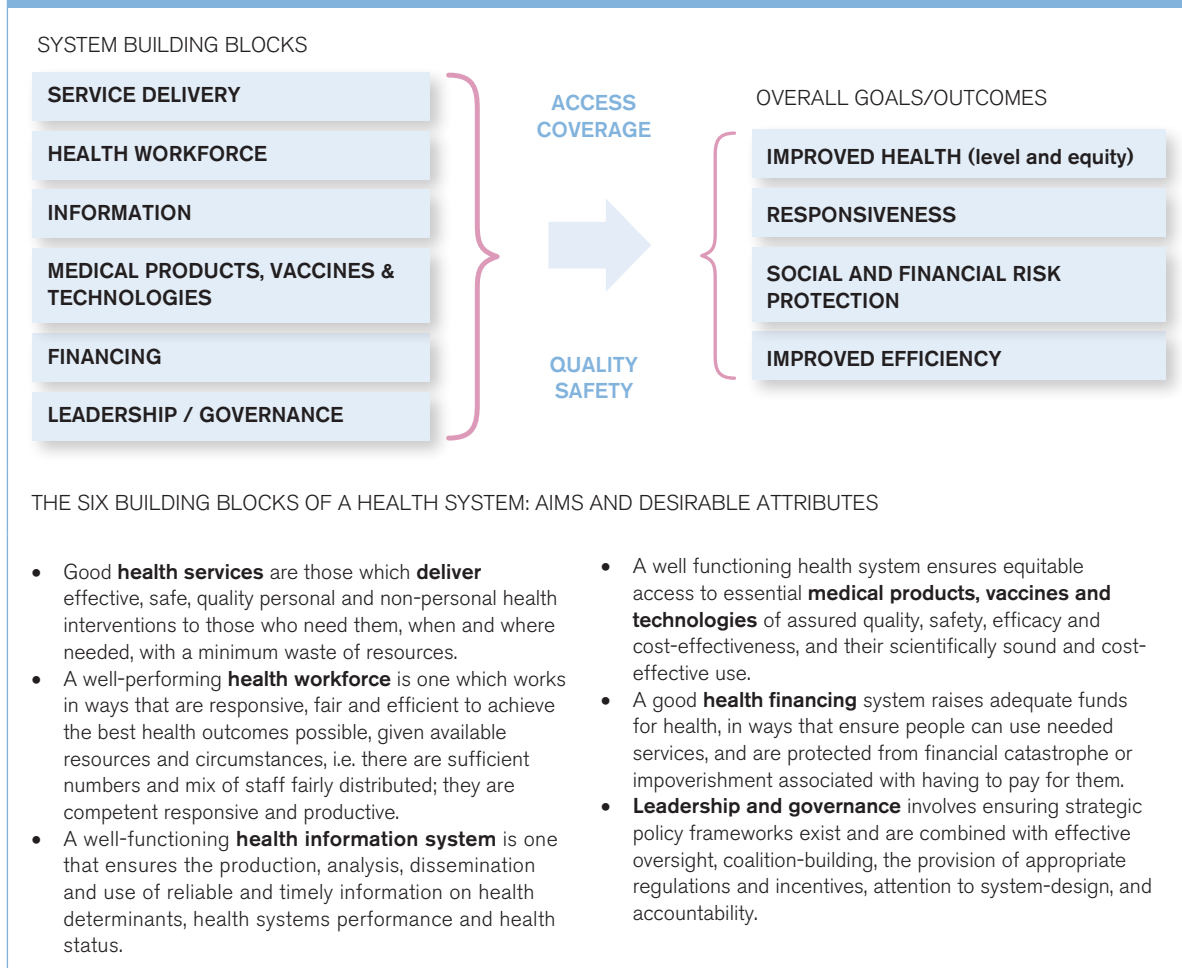 SYSTEM BUILDING BLOCKS
SERVICE DELIVERY
HEALTH WORKFORCE
INFORMATION
MEDICAL PRODUCTS, VACCINES &
TECHNOLOGIES
FINANCING
LEADERSHIP / GOVERNANCE
ACCESS
COVERAGE
QUALITY
SAFETY
OVERALL GOALS/OUTCOMES
IMPROVED HEALTH (level and equity)
RESPONSIVENESS
SOCIAL AND FINANCIAL RISK
PROTECTION
IMPROVED EFFICIENCY
THE SIX BUILDING BLOCKS OF A HEALTH SYSTEM: AIMS AND DESIRABLE ATTRIBUTES
• Good health services are those which deliver
effective, safe, quality personal and non-personal health
interventions to those who need them, when and where
needed, with a minimum waste of resources.
• A well-performing health workforce is one which works
in ways that are responsive, fair and efficient to achieve
the best health outcomes possible, given available
resources and circumstances, i.e. there are sufficient
numbers and mix of staff fairly distributed; they are
competent responsive and productive.
• A well-functioning health information system is one
that ensures the production, analysis, dissemination
and use of reliable and timely information on health
determinants, health systems performance and health
status.
• A well functioning health system ensures equitable
access to essential medical products, vaccines and
technologies of assured quality, safety, efficacy and
cost-effectiveness, and their scientifically sound and cost-
effective use.
• A good health financing system raises adequate funds
for health, in ways that ensure people can use needed
services, and are protected from financial catastrophe or
impoverishment associated with having to pay for them.
• Leadership and governance involves ensuring strategic
policy frameworks exist and are combined with effective
oversight, coalition-building, the provision of appropriate
regulations and incentives, attention to system-design, and
accountability.